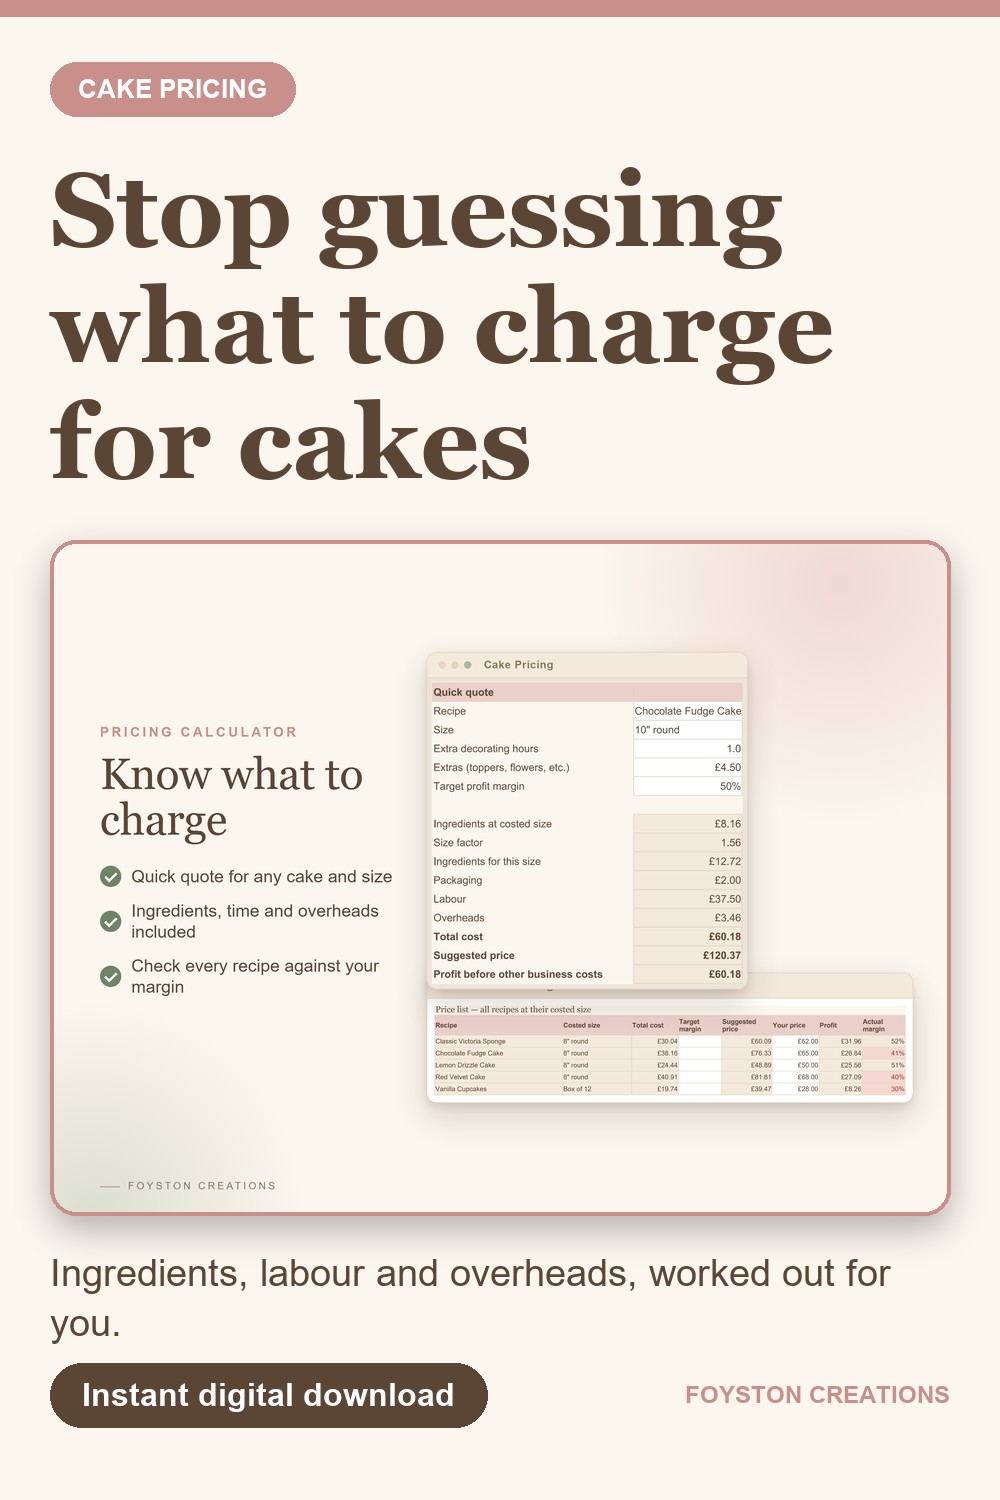 CAKE PRICING
Stop guessing
what to charge
for cakes
PRICING CALCULATOR
Know what to
charge
Quick quote for any cake and size
Ingredients, time and overheads
included
Check every recipe against your
margin
FOYSTON CREATIONS
Cake Pricing
Quick quote
Recipe Chocolate Fudge Cake
Size 10" round
Extra decorating hours 1.0
Extras (toppers, flowers, etc.) £4.50
Target profit margin 50%
Ingredients at costed size £8.16
Size factor 1.56
Ingredients for this size £12.72
Packaging £2.00
Labour £37.50
Overheads £3.46
Total cost £60.18
Suggested price £120.37
Profit before other business costs £60.18
Price list — all recipes at their costed size
Recipe Costed size Total cost Target margin Suggested price Your price Profit Actual margin
Classic Victoria Sponge 8" round £30.04 £60.09 £62.00 £31.96 52%
Chocolate Fudge Cake 8" round £38.16 £76.33 £65.00 £26.84 41%
Lemon Drizzle Cake 8" round £24.44 £48.89 £50.00 £25.56 51%
Red Velvet Cake 8" round £40.91 £81.81 £68.00 £27.09 40%
Vanilla Cupcakes Box of 12 £19.74 £39.47 £28.00 £8.26 30%
Ingredients, labour and overheads, worked out for
you.
Instant digital download
FOYSTON CREATIONS